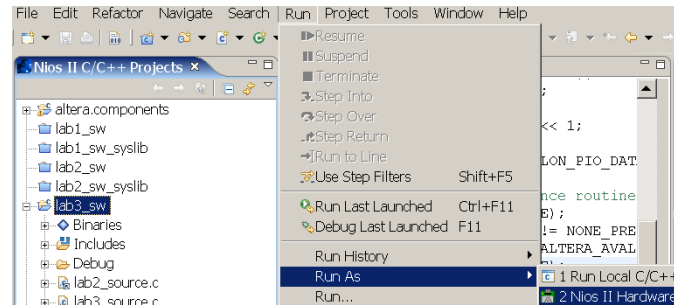 File Edit Refactor Navigate Search Run Project Tools Window Help
Resume
Suspend
Terminate
Step Into
Step Over
Step Return
Run to Line
Use Step Filters Shift+F5
Run Last Launched Ctrl+F11
Debug Last Launched F11
Run History
Run As
Run...
1 Run Local C/C++
2 Nios II Hardware
Nios II C/C++ Projects
altera.components
lab1_sw
lab1_sw_syslib
lab2_sw
lab2_sw_syslib
lab3_sw
Binaries
Includes
Debug
lab2_source.c
lab3_source.c
;
<< 1;
LON_PIO_DAT
nce routine
E);
!= NONE_PRE
ALTERA_AVAL